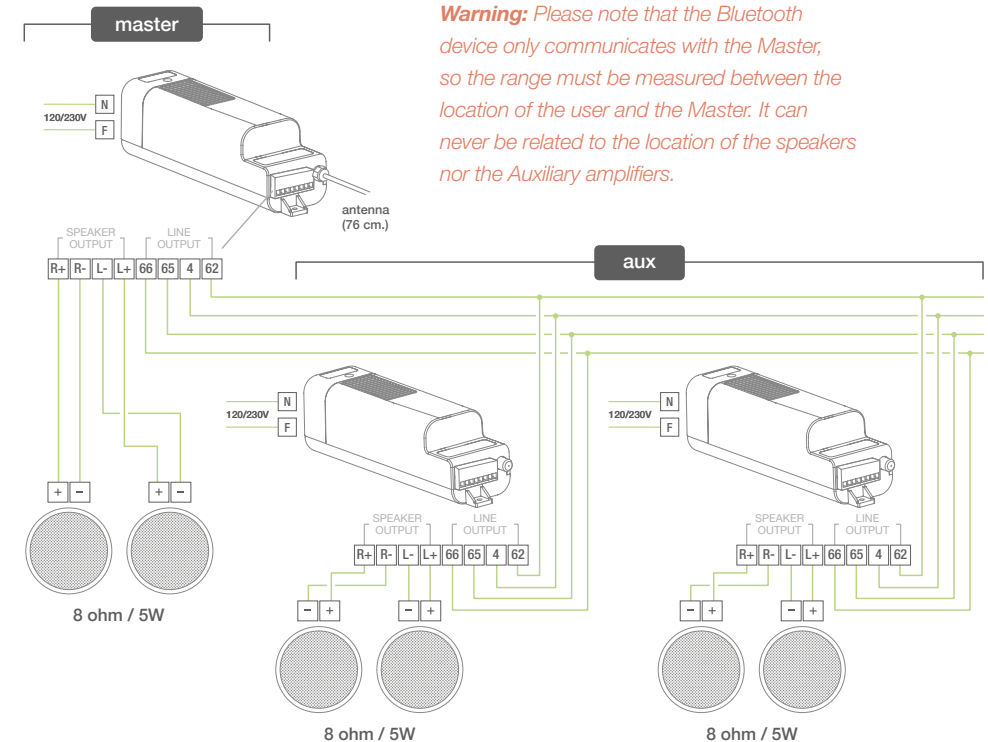 master
Warning: Please note that the Bluetooth
device only communicates with the Master,
so the range must be measured between the
location of the user and the Master. It can
never be related to the location of the speakers
nor the Auxiliary amplifiers.
N
120/230V
F
antenna
(76 cm.)
SPEAKER
OUTPUT
LINE
OUTPUT
R+ R- L- L+ 66 65 4 62
aux
N
120/230V
F
N
120/230V
F
+ −
+ −
8 ohm / 5W
SPEAKER
OUTPUT
LINE
OUTPUT
R+ R- L- L+ 66 65 4 62
− +
− +
8 ohm / 5W
SPEAKER
OUTPUT
LINE
OUTPUT
R+ R- L- L+ 66 65 4 62
− +
− +
8 ohm / 5W